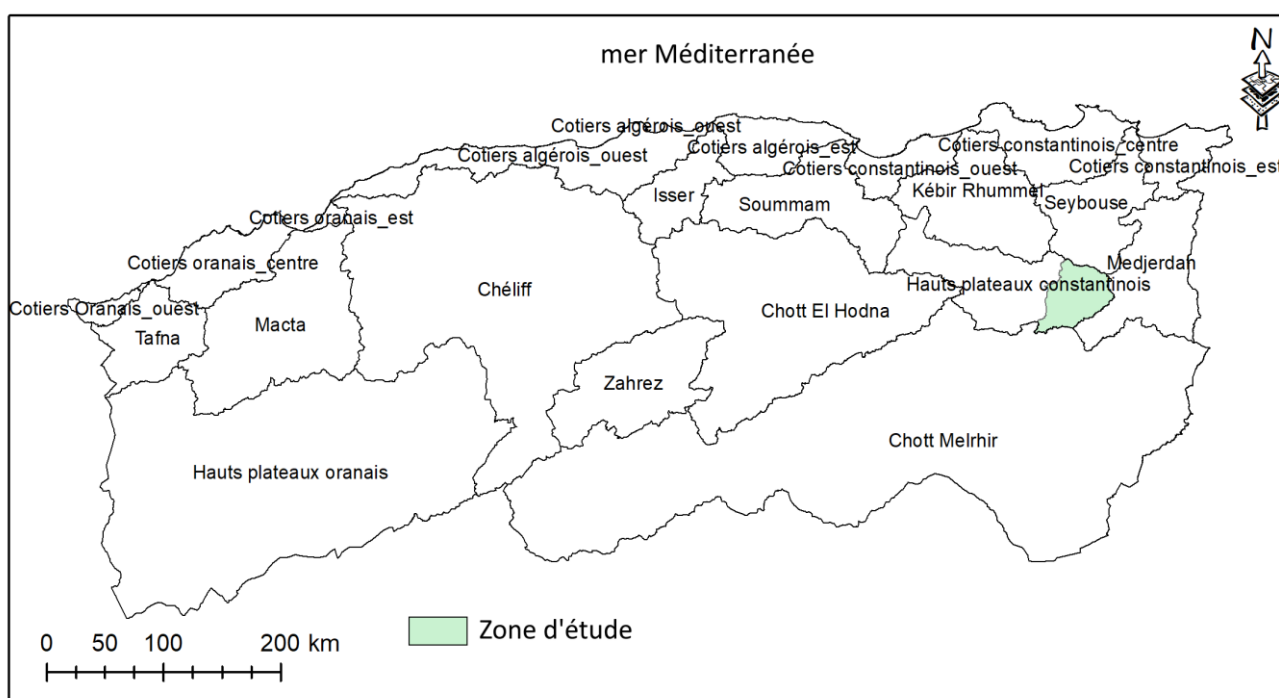 mer Méditerranée
N
Cotiers algérois_ouest
Cotiers algérois_ouest
Cotiers algérois_est
Cotiers constantinois_centre
Cotiers constantinois_ouest
Cotiers constantinois_est
Isser
Soummam
Kébir Rhummel
Seybouse
Cotiers oranais_est
Cotiers oranais_centre
Medjerdah
Hauts plateaux constantinois
Chéliff
Chott El Hodna
Cotiers Oranais_ouest
Macta
Tafna
Zahrez
Chott Melrhir
Hauts plateaux oranais
Zone d'étude
0 50 100 200 km